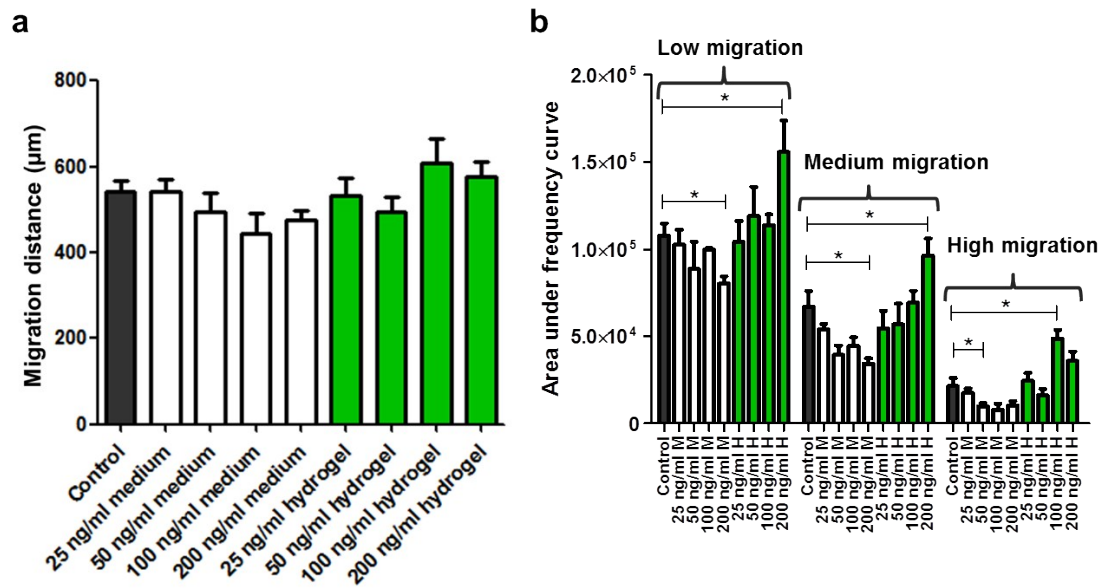 a
Migration distance (µm)
800
600
400
200
0
Control
25 ng/ml medium
50 ng/ml medium
100 ng/ml medium
200 ng/ml medium
25 ng/ml hydrogel
50 ng/ml hydrogel
100 ng/ml hydrogel
200 ng/ml hydrogel
b
Area under frequency curve
2.0×10⁵
1.5×10⁵
1.0×10⁵
5.0×10⁴
0
Low migration
*
*
Medium migration
*
*
High migration
*
*
Control
25 ng/ml M
50 ng/ml M
100 ng/ml M
200 ng/ml M
25 ng/ml H
50 ng/ml H
100 ng/ml H
200 ng/ml H
Control
25 ng/ml M
50 ng/ml M
100 ng/ml M
200 ng/ml M
25 ng/ml H
50 ng/ml H
100 ng/ml H
200 ng/ml H
Control
25 ng/ml M
50 ng/ml M
100 ng/ml M
200 ng/ml M
25 ng/ml H
50 ng/ml H
100 ng/ml H
200 ng/ml H